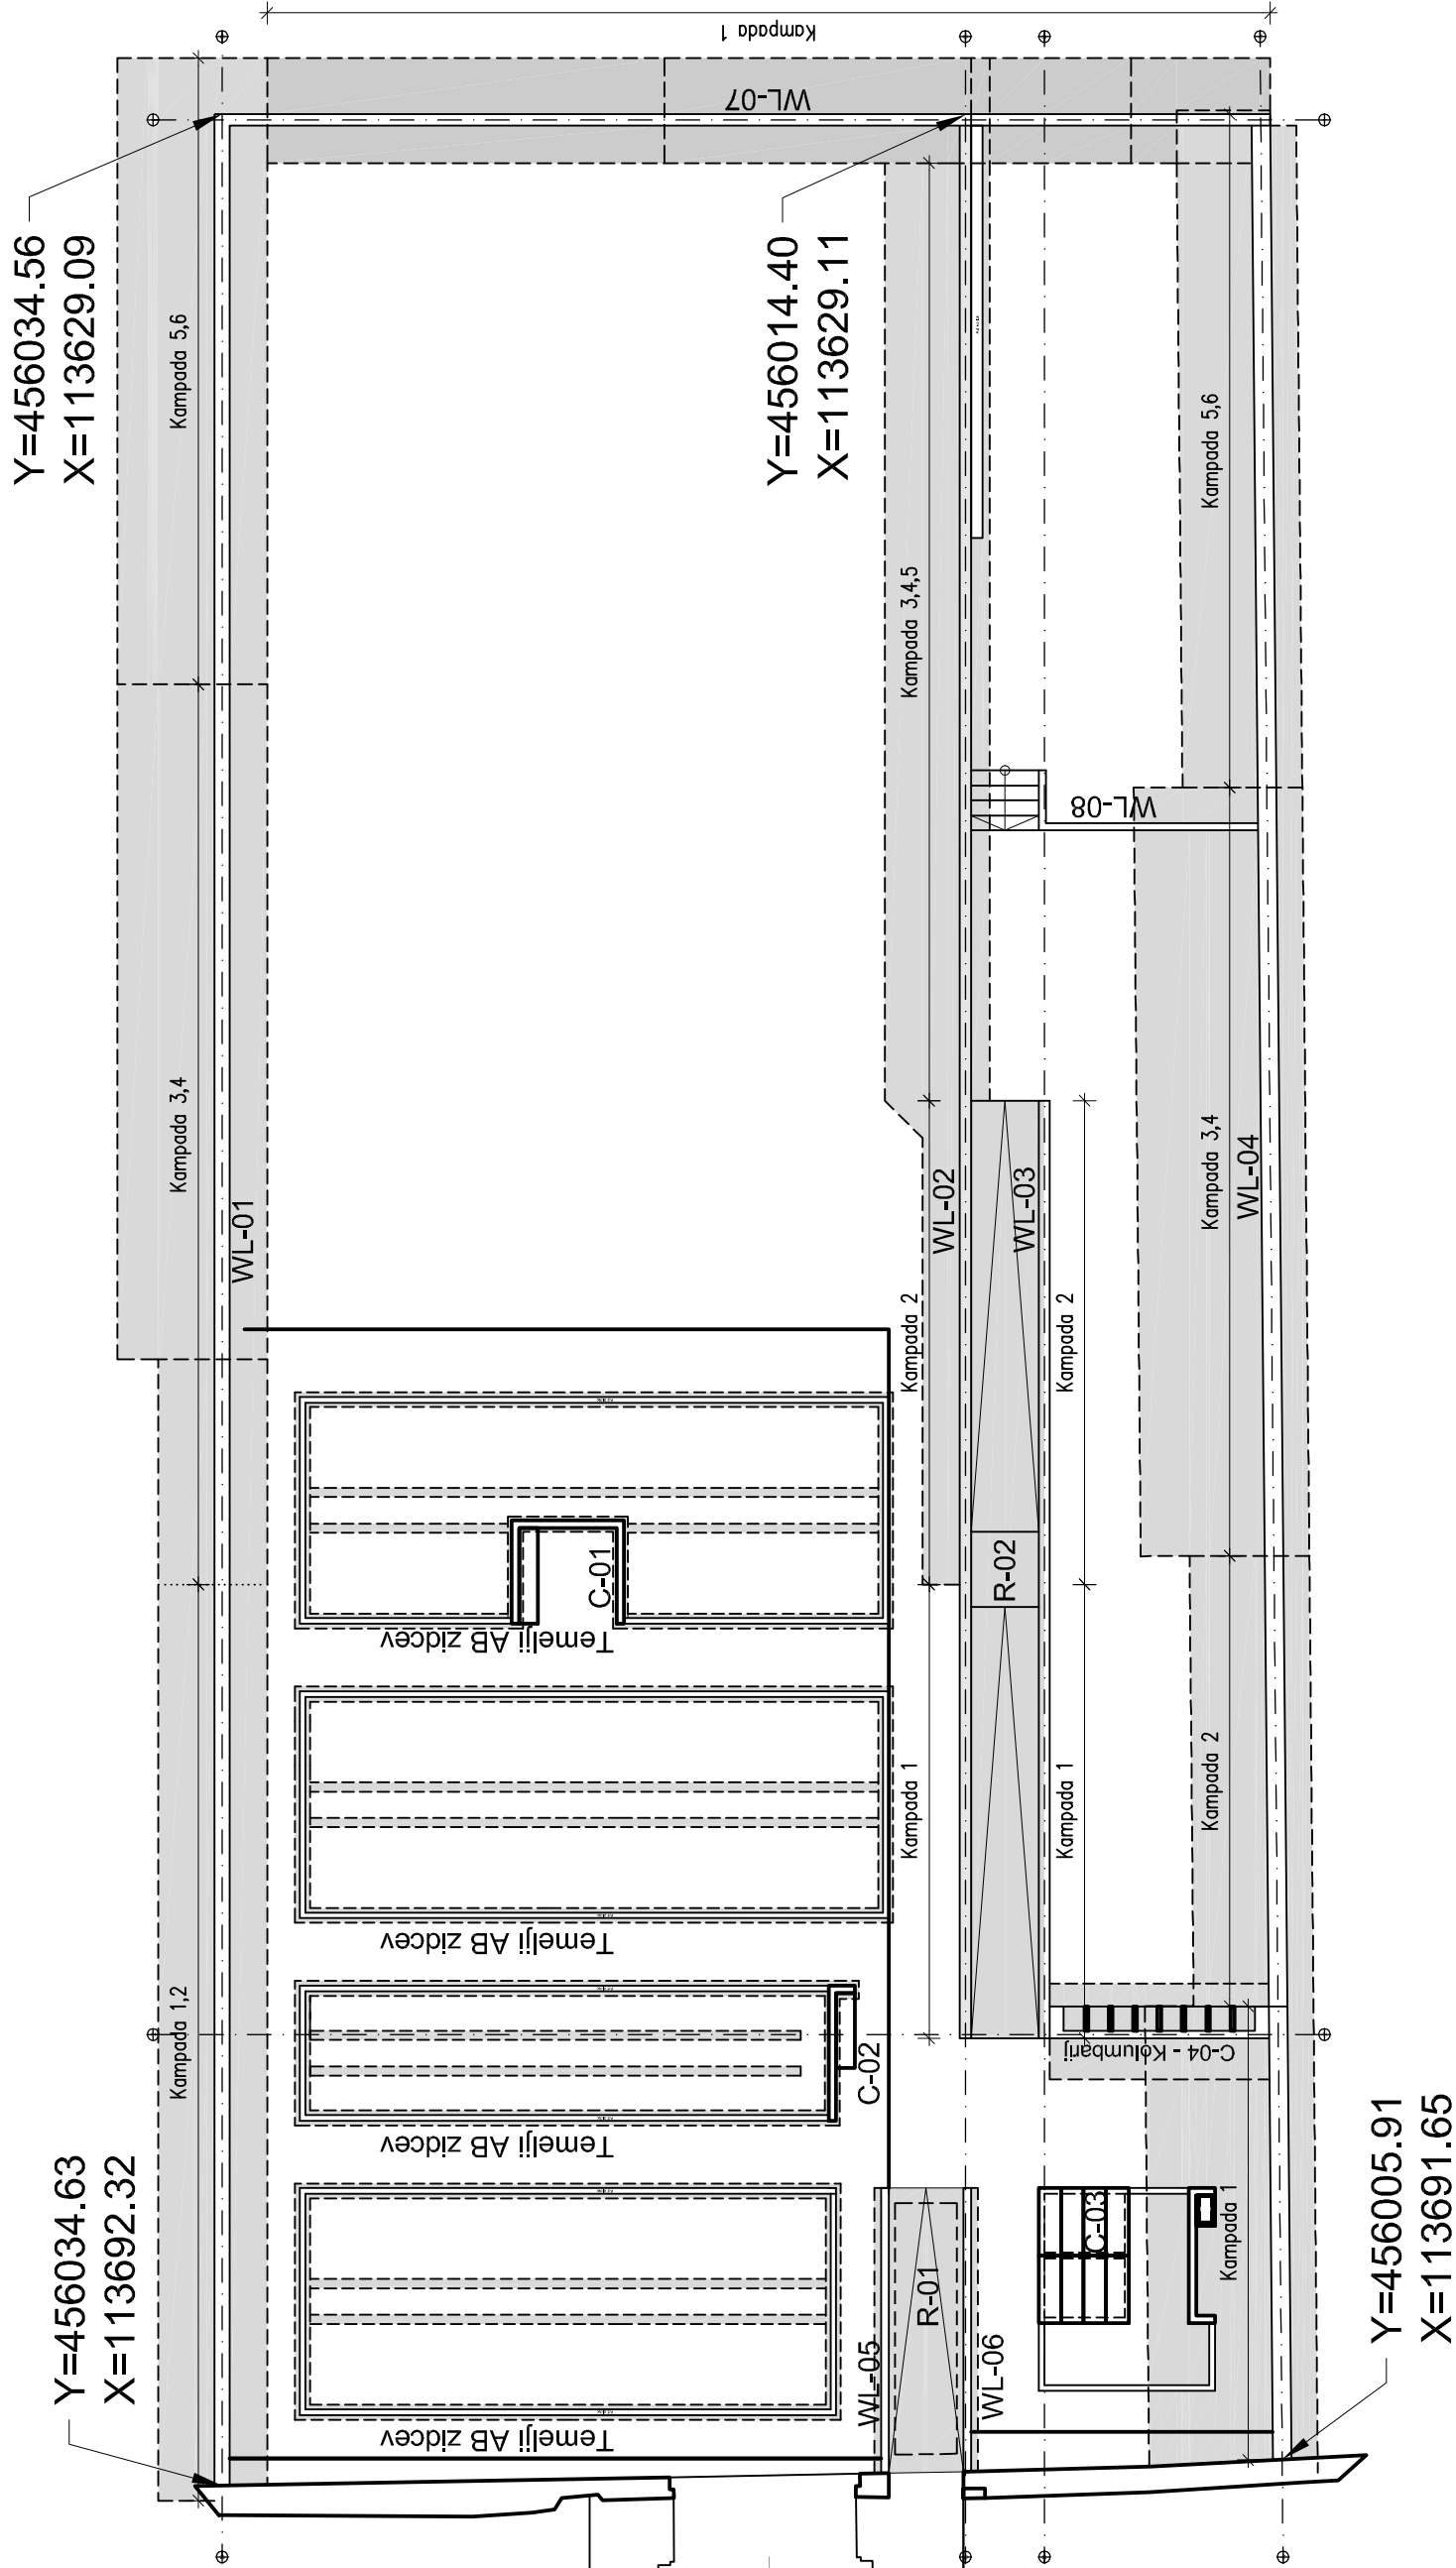 Kampada 1
WL-07
Y=456034.56
X=113629.09
Y=456014.40
X=113629.11
Kampada 5,6
Kampada 3,4,5
Kampada 5,6
WL-08
Kampada 3,4
WL-01
WL-02
WL-03
Kampada 3,4
WL-04
Kampada 2
Kampada 2
C-01
R-02
Temelji AB zidcev
Kampada 1
Kampada 1
Kampada 2
Temelji AB zidcev
Kampada 1,2
C-02
C-04 - Kolumbarij
Temelji AB zidcev
Y=456034.63
X=113692.32
C-03
Kampada 1
R-01
WL-05
WL-06
Temelji AB zidcev
Y=456005.91
X=113691.65